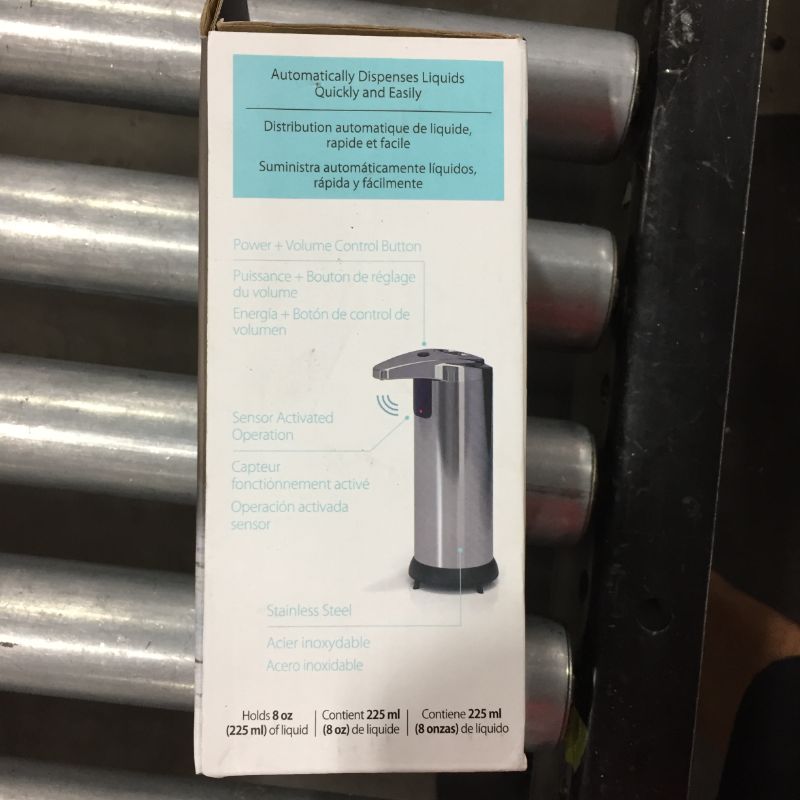 Automatically Dispenses Liquids
Quickly and Easily
Distribution automatique de liquide,
rapide et facile
Suministra automáticamente líquidos,
rápida y fácilmente
Power + Volume Control Button
Puissance + Bouton de réglage
du volume
Energía + Botón de control de
volumen
Sensor Activated
Operation
Capteur
fonctíonnement activé
Operación activada
sensor
Stainless Steel
Acier inoxydable
Acero inoxidable
Holds 8 oz
(225 ml) of liquid
Contient 225 ml
(8 oz) de liquide
Contiene 225 ml
(8 onzas) de líquido